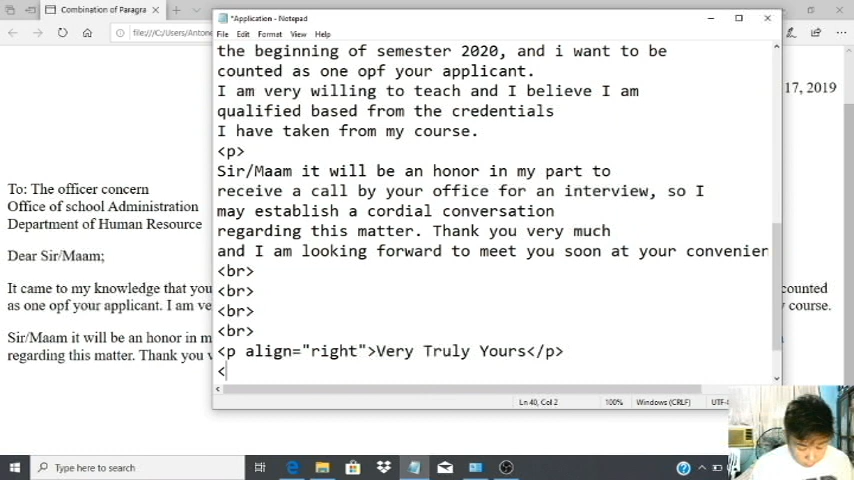 Combination of Paragra
*Application - Notepad
File Edit Format View Help
file:///C:/Users/Antone
17, 2019
To: The officer concern
Office of school Administration
Department of Human Resource
Dear Sir/Maam;
It came to my knowledge that you
counted
as one opf your applicant. I am ve
course.
Sir/Maam it will be an honor in m
regarding this matter. Thank you v
the beginning of semester 2020, and i want to be
counted as one opf your applicant.
I am very willing to teach and I believe I am
qualified based from the credentials
I have taken from my course.
<p>
Sir/Maam it will be an honor in my part to
receive a call by your office for an interview, so I
may establish a cordial conversation
regarding this matter. Thank you very much
and I am looking forward to meet you soon at your convenien
<br>
<br>
<br>
<br>
<p align="right">Very Truly Yours</p>
<
Ln 40, Col 2
100%
Windows (CRLF)
UTF-
Type here to search